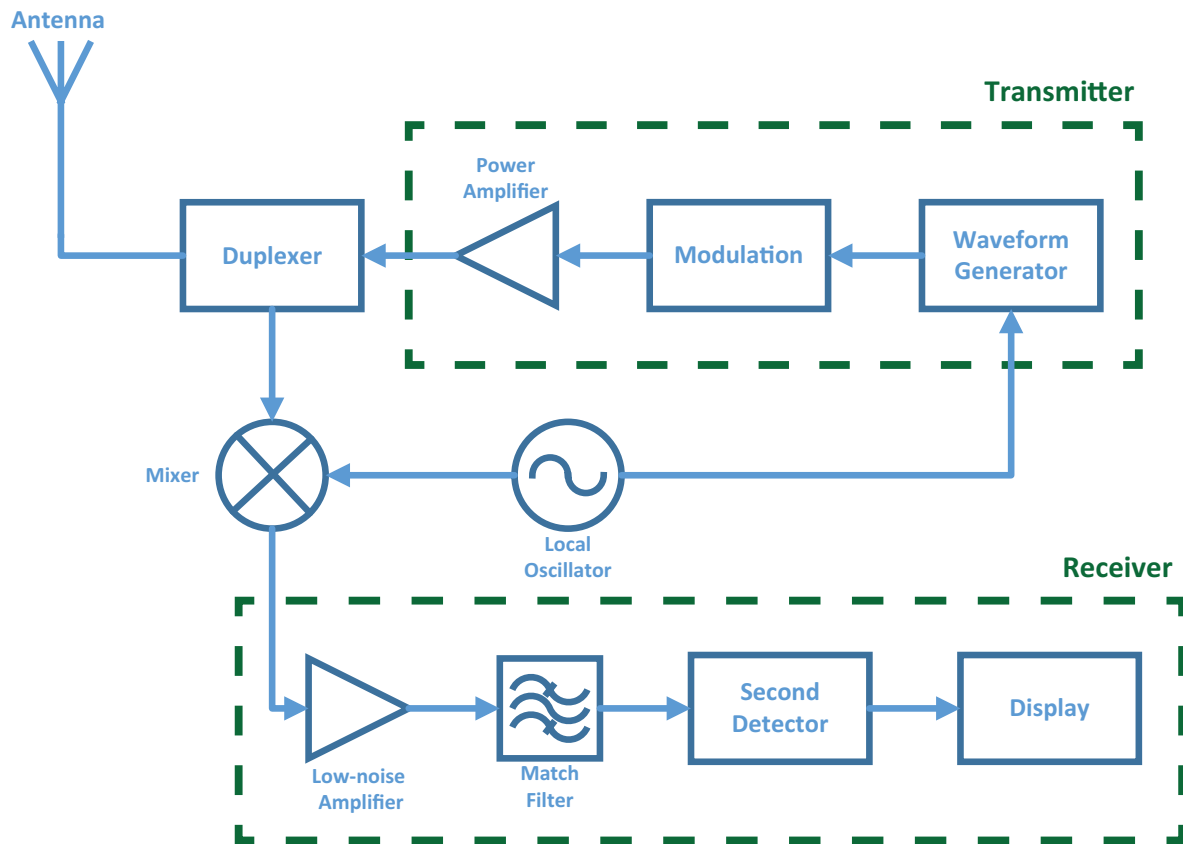 Antenna
Transmitter
Power
Amplifier
Duplexer
Modulation
Waveform
Generator
Mixer
Local
Oscillator
Receiver
Low-noise
Amplifier
Match
Filter
Second
Detector
Display